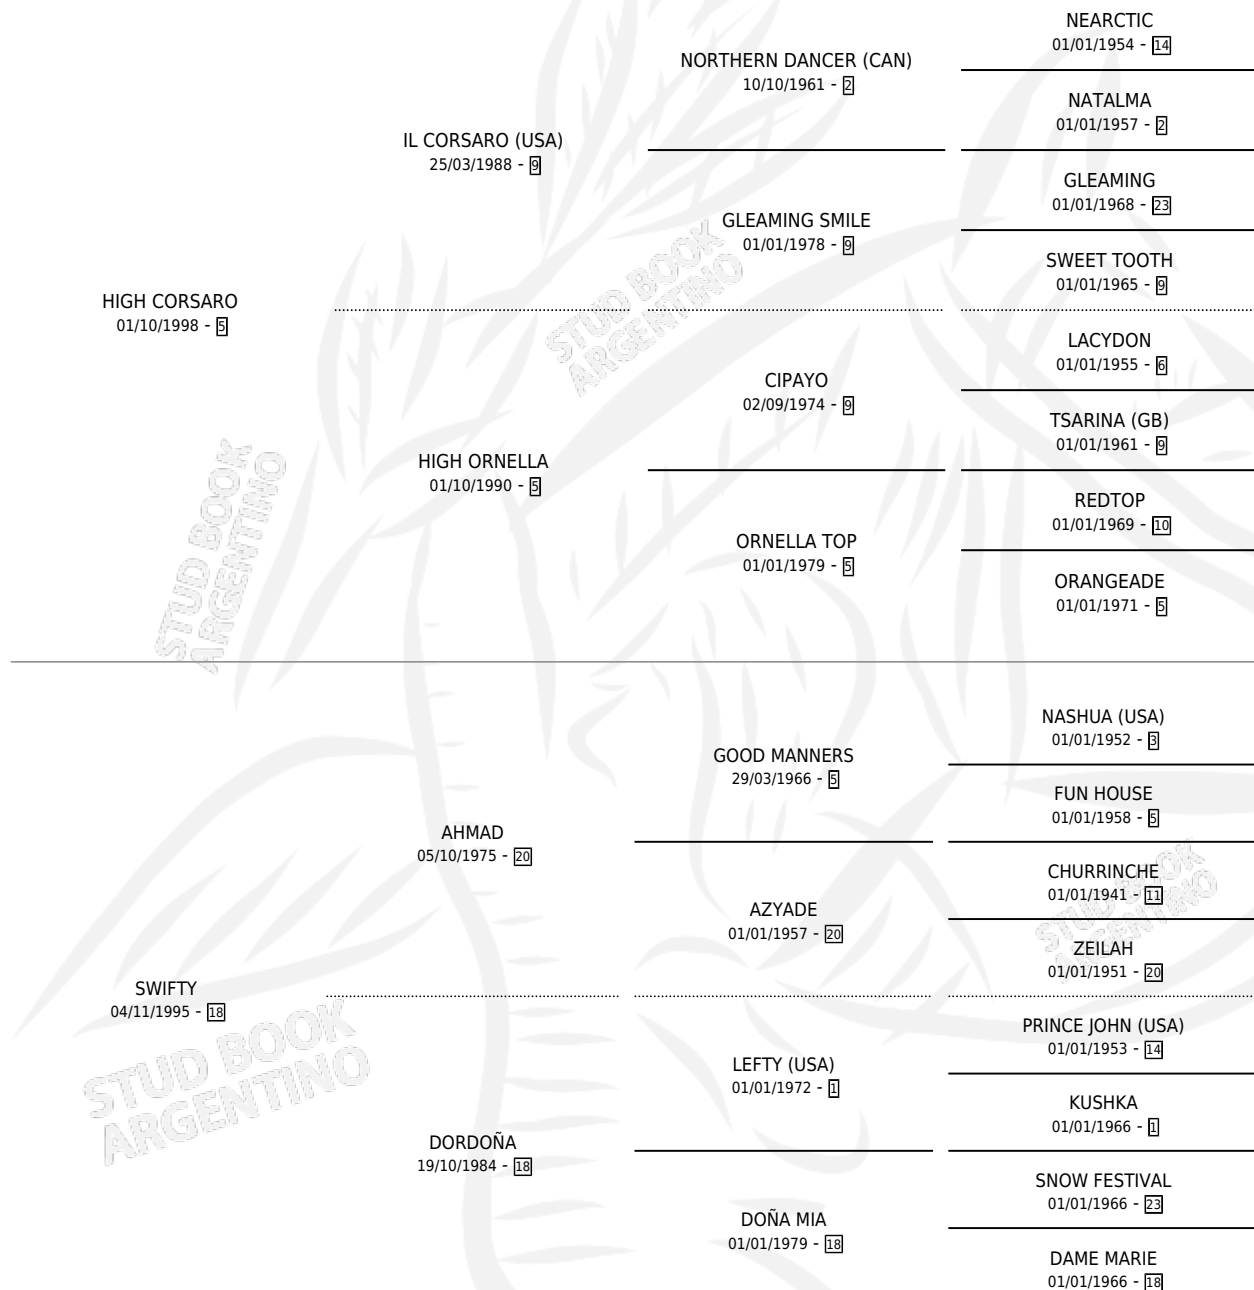 NEARCTIC
01/01/1954 - 14
NORTHERN DANCER (CAN)
10/10/1961 - 2
NATALMA
01/01/1957 - 2
IL CORSARO (USA)
25/03/1988 - 9
GLEAMING
01/01/1968 - 23
GLEAMING SMILE
01/01/1978 - 9
SWEET TOOTH
01/01/1965 - 9
HIGH CORSARO
01/10/1998 - 5
LACYDON
01/01/1955 - 6
CIPAYO
02/09/1974 - 9
TSARINA (GB)
01/01/1961 - 9
HIGH ORNELLA
01/10/1990 - 5
REDTOP
01/01/1969 - 10
ORNELLA TOP
01/01/1979 - 5
ORANGEADE
01/01/1971 - 5
NASHUA (USA)
01/01/1952 - 3
GOOD MANNERS
29/03/1966 - 5
FUN HOUSE
01/01/1958 - 5
AHMAD
05/10/1975 - 20
CHURRINCHE
01/01/1941 - 11
AZYADE
01/01/1957 - 20
ZEILAH
01/01/1951 - 20
SWIFTY
04/11/1995 - 18
PRINCE JOHN (USA)
01/01/1953 - 14
LEFTY (USA)
01/01/1972 - 1
KUSHKA
01/01/1966 - 1
DORDOÑA
19/10/1984 - 18
SNOW FESTIVAL
01/01/1966 - 23
DOÑA MIA
01/01/1979 - 18
DAME MARIE
01/01/1966 - 18
STUD BOOK
ARGENTINO
STUD BOOK
ARGENTINO
STUD BOOK
ARGENTINO
STUD BOOK
ARGENTINO